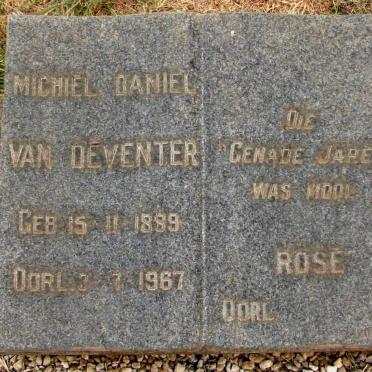 MICHIEL DANIEL
VAN DEVENTER
GEB. 15-11-1889
OORL. 3-7-1967
DIE
"GENADE JARE"
WAS MOOI
ROSE
OORL.